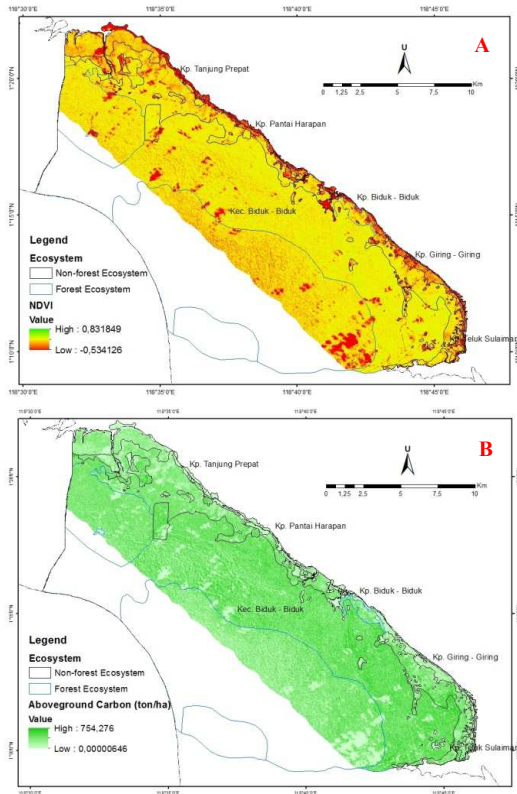 118°30'0"E
118°35'0"E
118°40'0"E
118°45'0"E
A
Kp. Tanjung Prepat
U
Km
0 1,25 2,5 5 7,5 10
Kp. Pantai Harapan
Kp. Biduk - Biduk
Kec. Biduk - Biduk
Kp. Giring - Giring
Legend
Ecosystem
Non-forest Ecosystem
Forest Ecosystem
NDVI
Value
High : 0,831849
Low : -0,534126
Kp. Teluk Sulaiman
118°30'0"E
118°35'0"E
118°40'0"E
118°45'0"E
B
Kp. Tanjung Prepat
U
Km
0 1,25 2,5 5 7,5 10
Kp. Pantai Harapan
Kp. Biduk - Biduk
Kec. Biduk - Biduk
Kp. Giring - Giring
Legend
Ecosystem
Non-forest Ecosystem
Forest Ecosystem
Aboveground Carbon (ton/ha)
Value
High : 754,276
Low : 0,00000646
Sulaiman